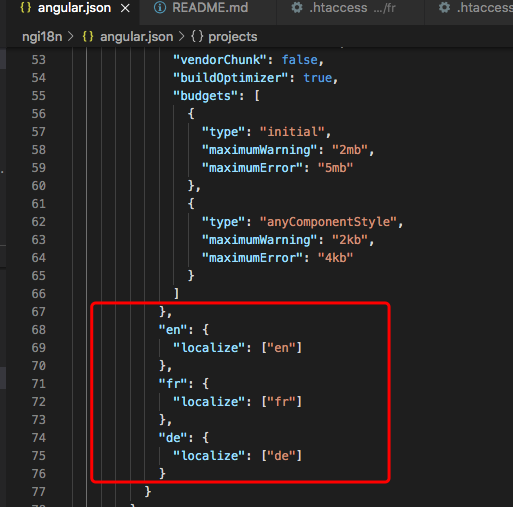 angular.json
README.md
.htaccess .../fr
.htaccess
ngi18n > angular.json > { } projects
53 "vendorChunk": false,
54 "buildOptimizer": true,
55 "budgets": [
56 {
57 "type": "initial",
58 "maximumWarning": "2mb",
59 "maximumError": "5mb"
60 },
61 {
62 "type": "anyComponentStyle",
63 "maximumWarning": "2kb",
64 "maximumError": "4kb"
65 }
66 ]
67 },
68 "en": {
69 "localize": ["en"]
70 },
71 "fr": {
72 "localize": ["fr"]
73 },
74 "de": {
75 "localize": ["de"]
76 }
77 }